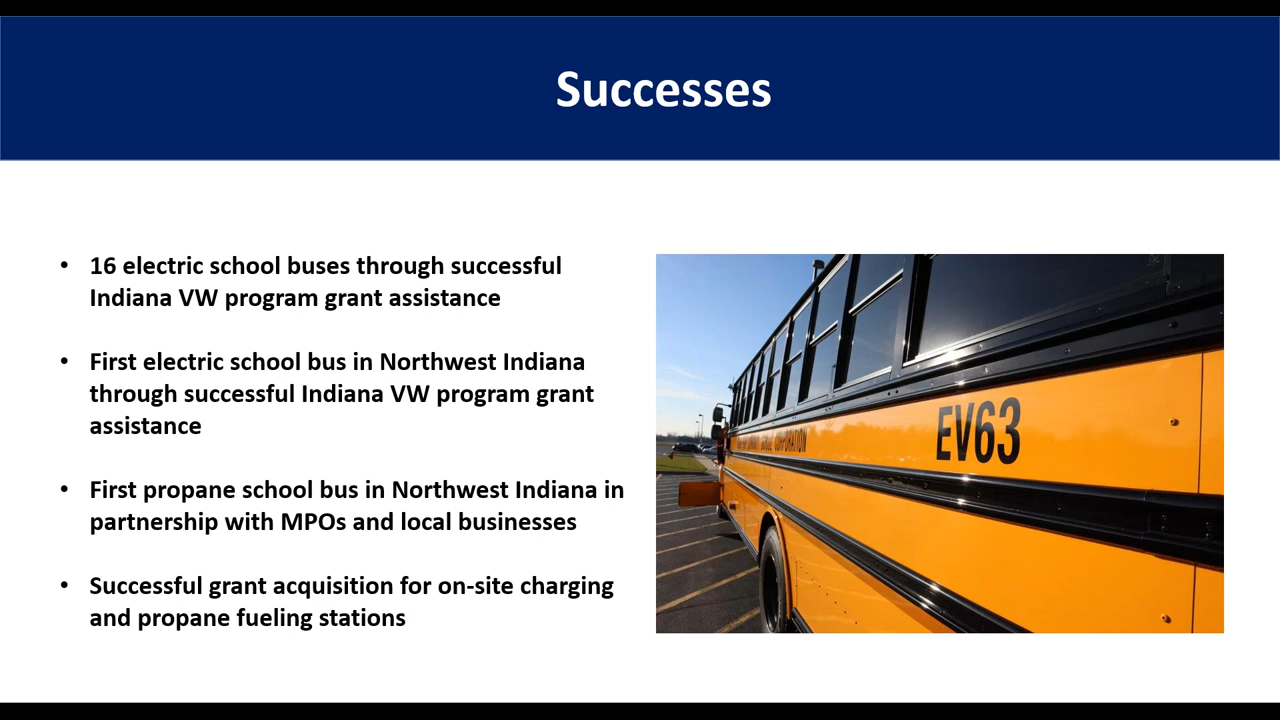 Successes
• 16 electric school buses through successful
Indiana VW program grant assistance
• First electric school bus in Northwest Indiana
through successful Indiana VW program grant
assistance
• First propane school bus in Northwest Indiana in
partnership with MPOs and local businesses
• Successful grant acquisition for on-site charging
and propane fueling stations
EV63
CORPORATION